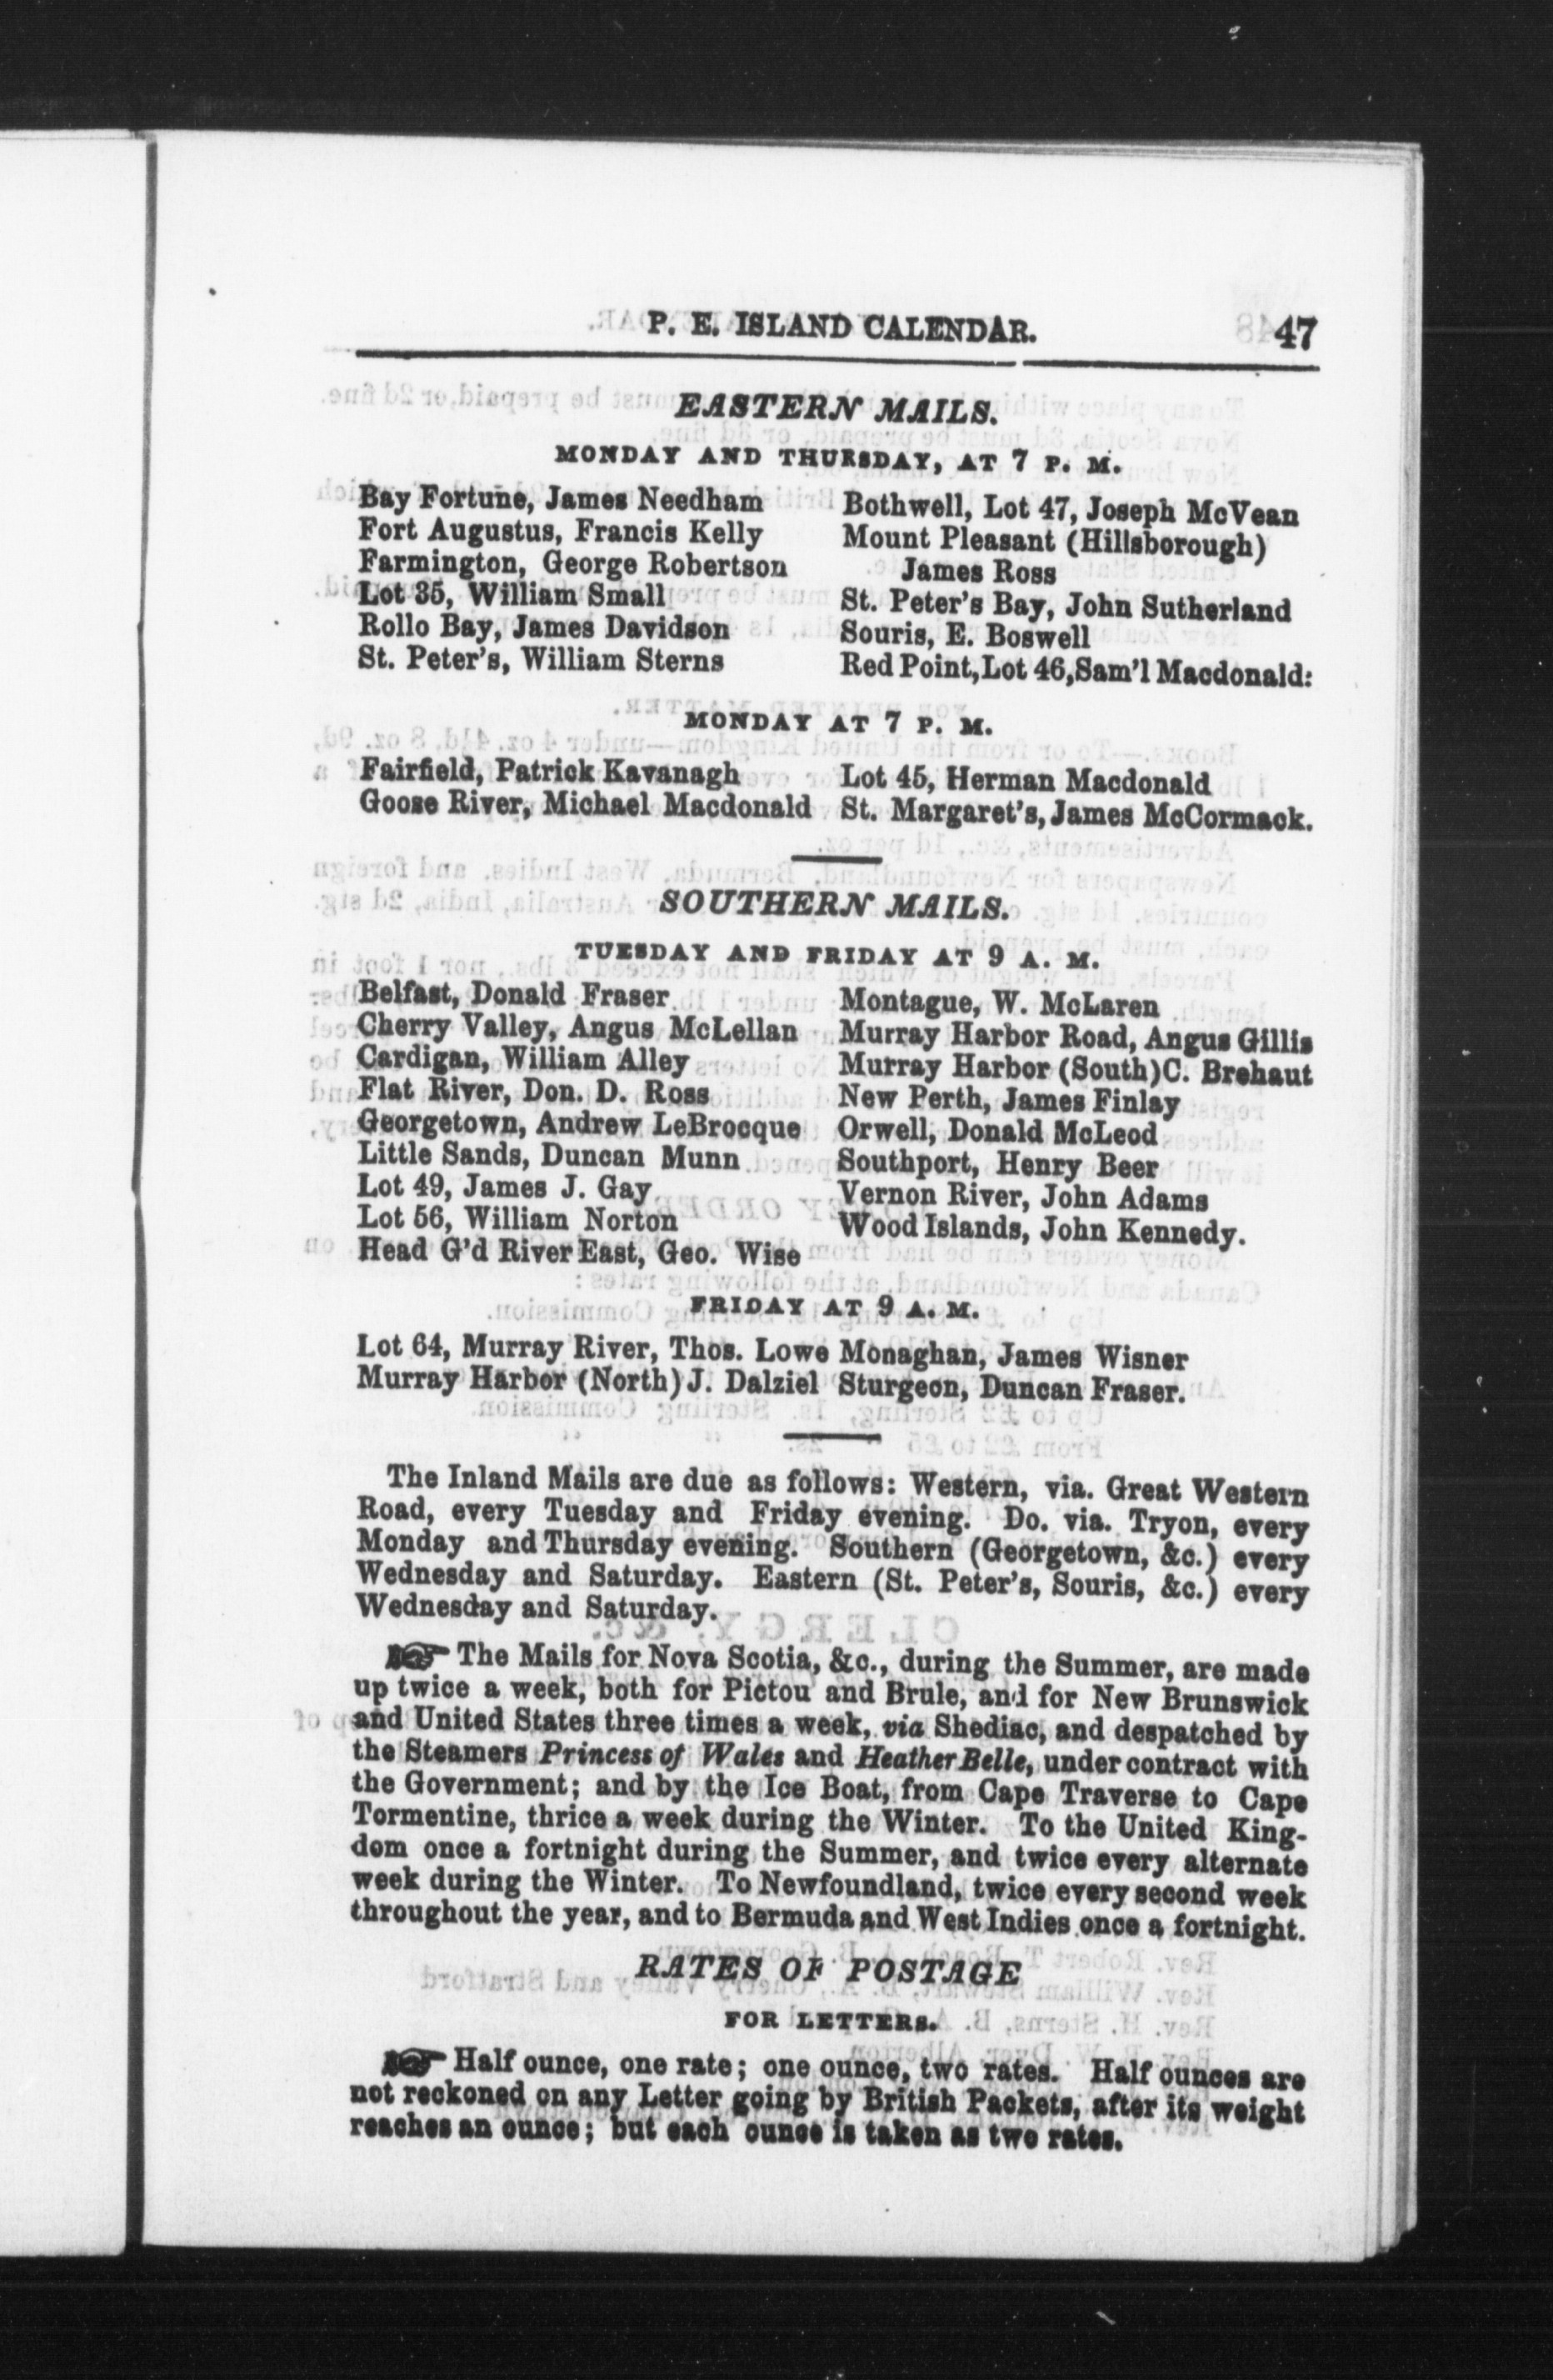 P. E. ISLAND CALENDAR. 47
EASTERN MAILS.
MONDAY AND THURSDAY, AT 7 P. M.
Bay Fortune, James Needham
Fort Augustus, Francis Kelly
Farmington, George Robertson
Lot 35, William Small
Rollo Bay, James Davidson
St. Peter's, William Sterns
Bothwell, Lot 47, Joseph McVean
Mount Pleasant (Hillsborough)
James Ross
St. Peter's Bay, John Sutherland
Souris, E. Boswell
Red Point, Lot 46, Sam'l Macdonald:
MONDAY AT 7 P. M.
Fairfield, Patrick Kavanagh
Goose River, Michael Macdonald
Lot 45, Herman Macdonald
St. Margaret's, James McCormack.
SOUTHERN MAILS.
TUESDAY AND FRIDAY AT 9 A. M.
Belfast, Donald Fraser
Cherry Valley, Angus McLellan
Cardigan, William Alley
Flat River, Don. D. Ross
Georgetown, Andrew LeBrocque
Little Sands, Duncan Munn
Lot 49, James J. Gay
Lot 56, William Norton
Head G'd River East, Geo. Wise
Montague, W. McLaren
Murray Harbor Road, Angus Gillis
Murray Harbor (South) C. Brehaut
New Perth, James Finlay
Orwell, Donald McLeod
Southport, Henry Beer
Vernon River, John Adams
Wood Islands, John Kennedy.
FRIDAY AT 9 A. M.
Lot 64, Murray River, Thos. Lowe
Murray Harbor (North) J. Dalziel
Monaghan, James Wisner
Sturgeon, Duncan Fraser.
The Inland Mails are due as follows: Western, via. Great Western
Road, every Tuesday and Friday evening. Do. via. Tryon, every
Monday and Thursday evening. Southern (Georgetown, &c.) every
Wednesday and Saturday. Eastern (St. Peter's, Souris, &c.) every
Wednesday and Saturday.
☞ The Mails for Nova Scotia, &c., during the Summer, are made
up twice a week, both for Pictou and Brule, and for New Brunswick
and United States three times a week, via Shediac, and despatched by
the Steamers Princess of Wales and Heather Belle, under contract with
the Government; and by the Ice Boat, from Cape Traverse to Cape
Tormentine, thrice a week during the Winter. To the United King-
dom once a fortnight during the Summer, and twice every alternate
week during the Winter. To Newfoundland, twice every second week
throughout the year, and to Bermuda and West Indies once a fortnight.
RATES OF POSTAGE
FOR LETTERS.
☞ Half ounce, one rate; one ounce, two rates. Half ounces are
not reckoned on any Letter going by British Packets, after its weight
reaches an ounce; but each ounce is taken as two rates.